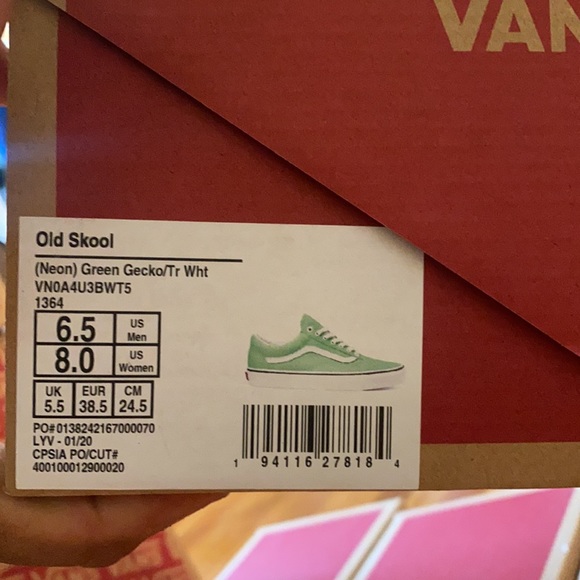 VAN
Old Skool
(Neon) Green Gecko/Tr Wht
VN0A4U3BWT5
1364
6.5 US Men
8.0 US Women
UK EUR CM
5.5 38.5 24.5
PO#0138242167000070
LYV - 01/20
CPSIA PO/CUT#
400100012900020
1 94116 27818 4